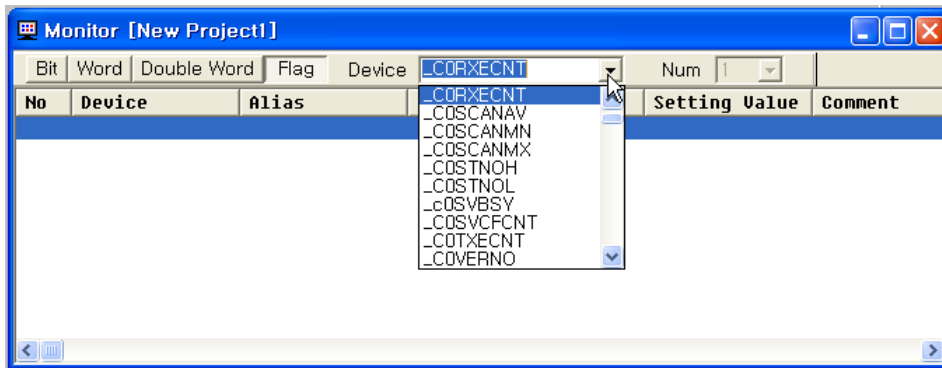 Monitor [New Project1]
Bit Word Double Word Flag Device _C0RXECNT Num 1
No Device Alias Setting Value Comment
_C0RXECNT
_C0SCANAV
_C0SCANMN
_C0SCANMX
_C0STNOH
_C0STNOL
_c0SVBSY
_C0SVCFCNT
_C0TXECNT
_C0VERNO